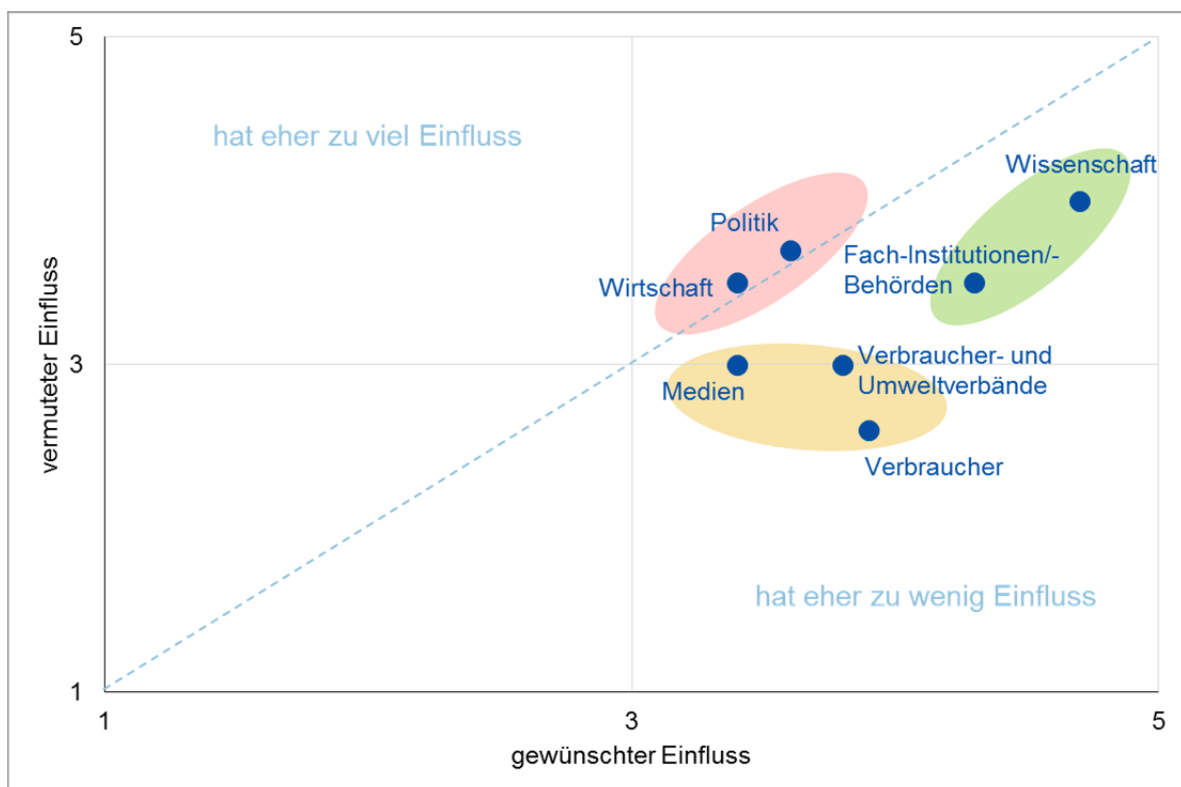 5
hat eher zu viel Einfluss
Wissenschaft
Politik
Fach-Institutionen/-
Behörden
Wirtschaft
vermuteter Einfluss
3
Verbraucher- und
Umweltverbände
Medien
Verbraucher
hat eher zu wenig Einfluss
1
1
3
5
gewünschter Einfluss